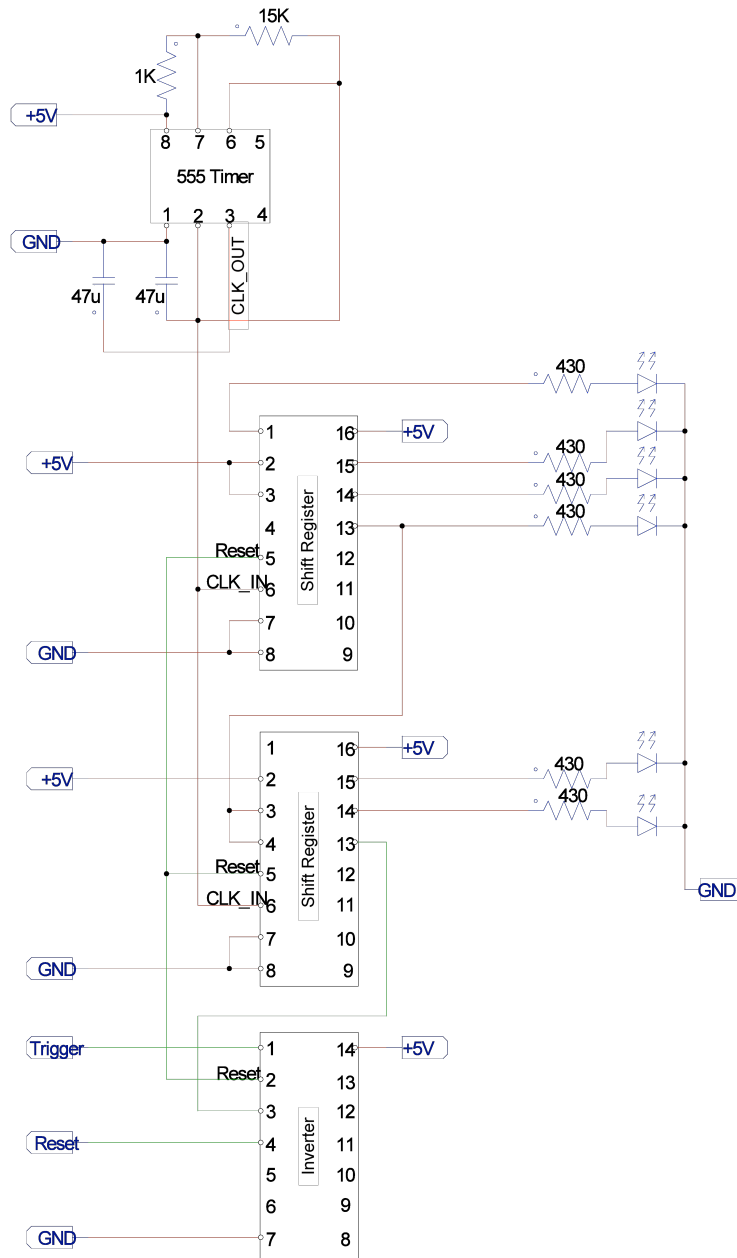 15K
1K
+5V
8 7 6 5
555 Timer
1 2 3 4
GND
CLK_OUT
47u 47u
430
1 16 +5V
430
+5V 2 15
430
3 14
430
4 13
Reset
5 12
CLK_IN
6 11
7 10
GND 8 9
Shift Register
1 16 +5V
430
+5V 2 15
430
3 14
4 13
Reset
5 12
GND
CLK_IN
6 11
7 10
GND 8 9
Shift Register
Trigger 1 14 +5V
Reset
2 13
3 12
Reset 4 11
5 10
6 9
GND 7 8
Inverter